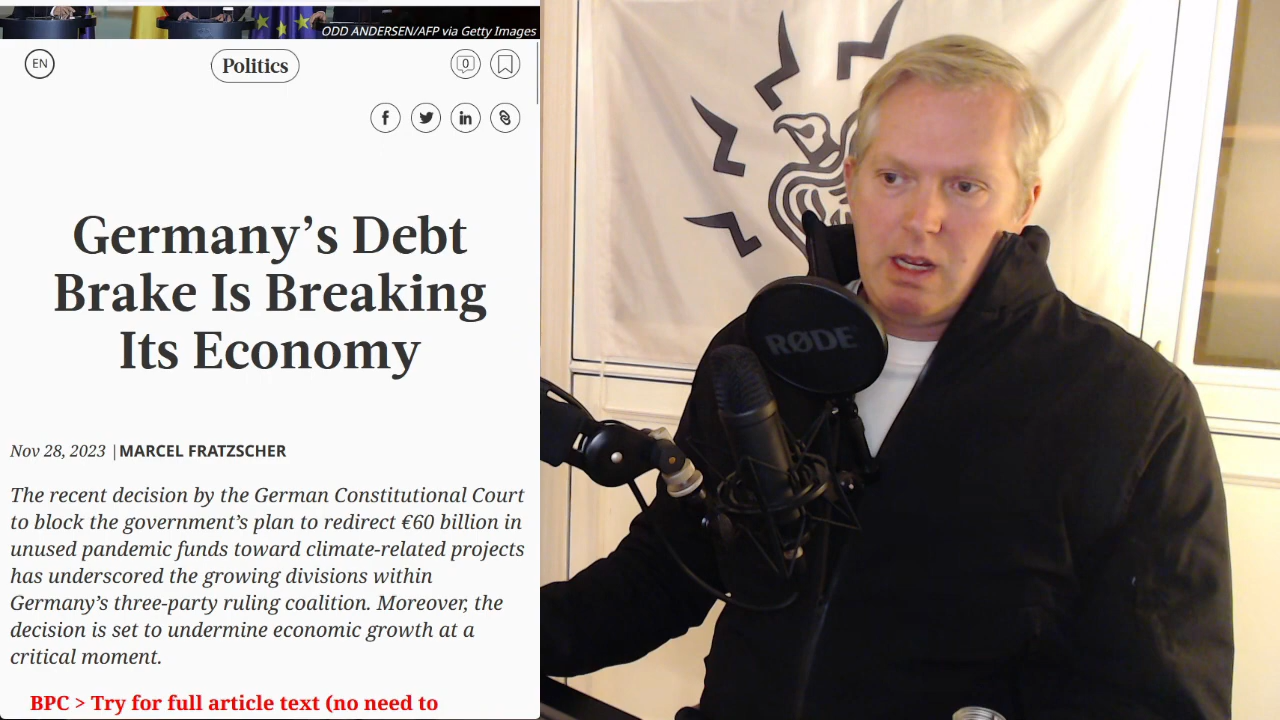 ODD ANDERSEN/AFP via Getty Images
EN
Politics
0
Germany's Debt
Brake Is Breaking
Its Economy
Nov 28, 2023 | MARCEL FRATZSCHER
The recent decision by the German Constitutional Court
to block the government's plan to redirect €60 billion in
unused pandemic funds toward climate-related projects
has underscored the growing divisions within
Germany's three-party ruling coalition. Moreover, the
decision is set to undermine economic growth at a
critical moment.
BPC > Try for full article text (no need to
RØDE